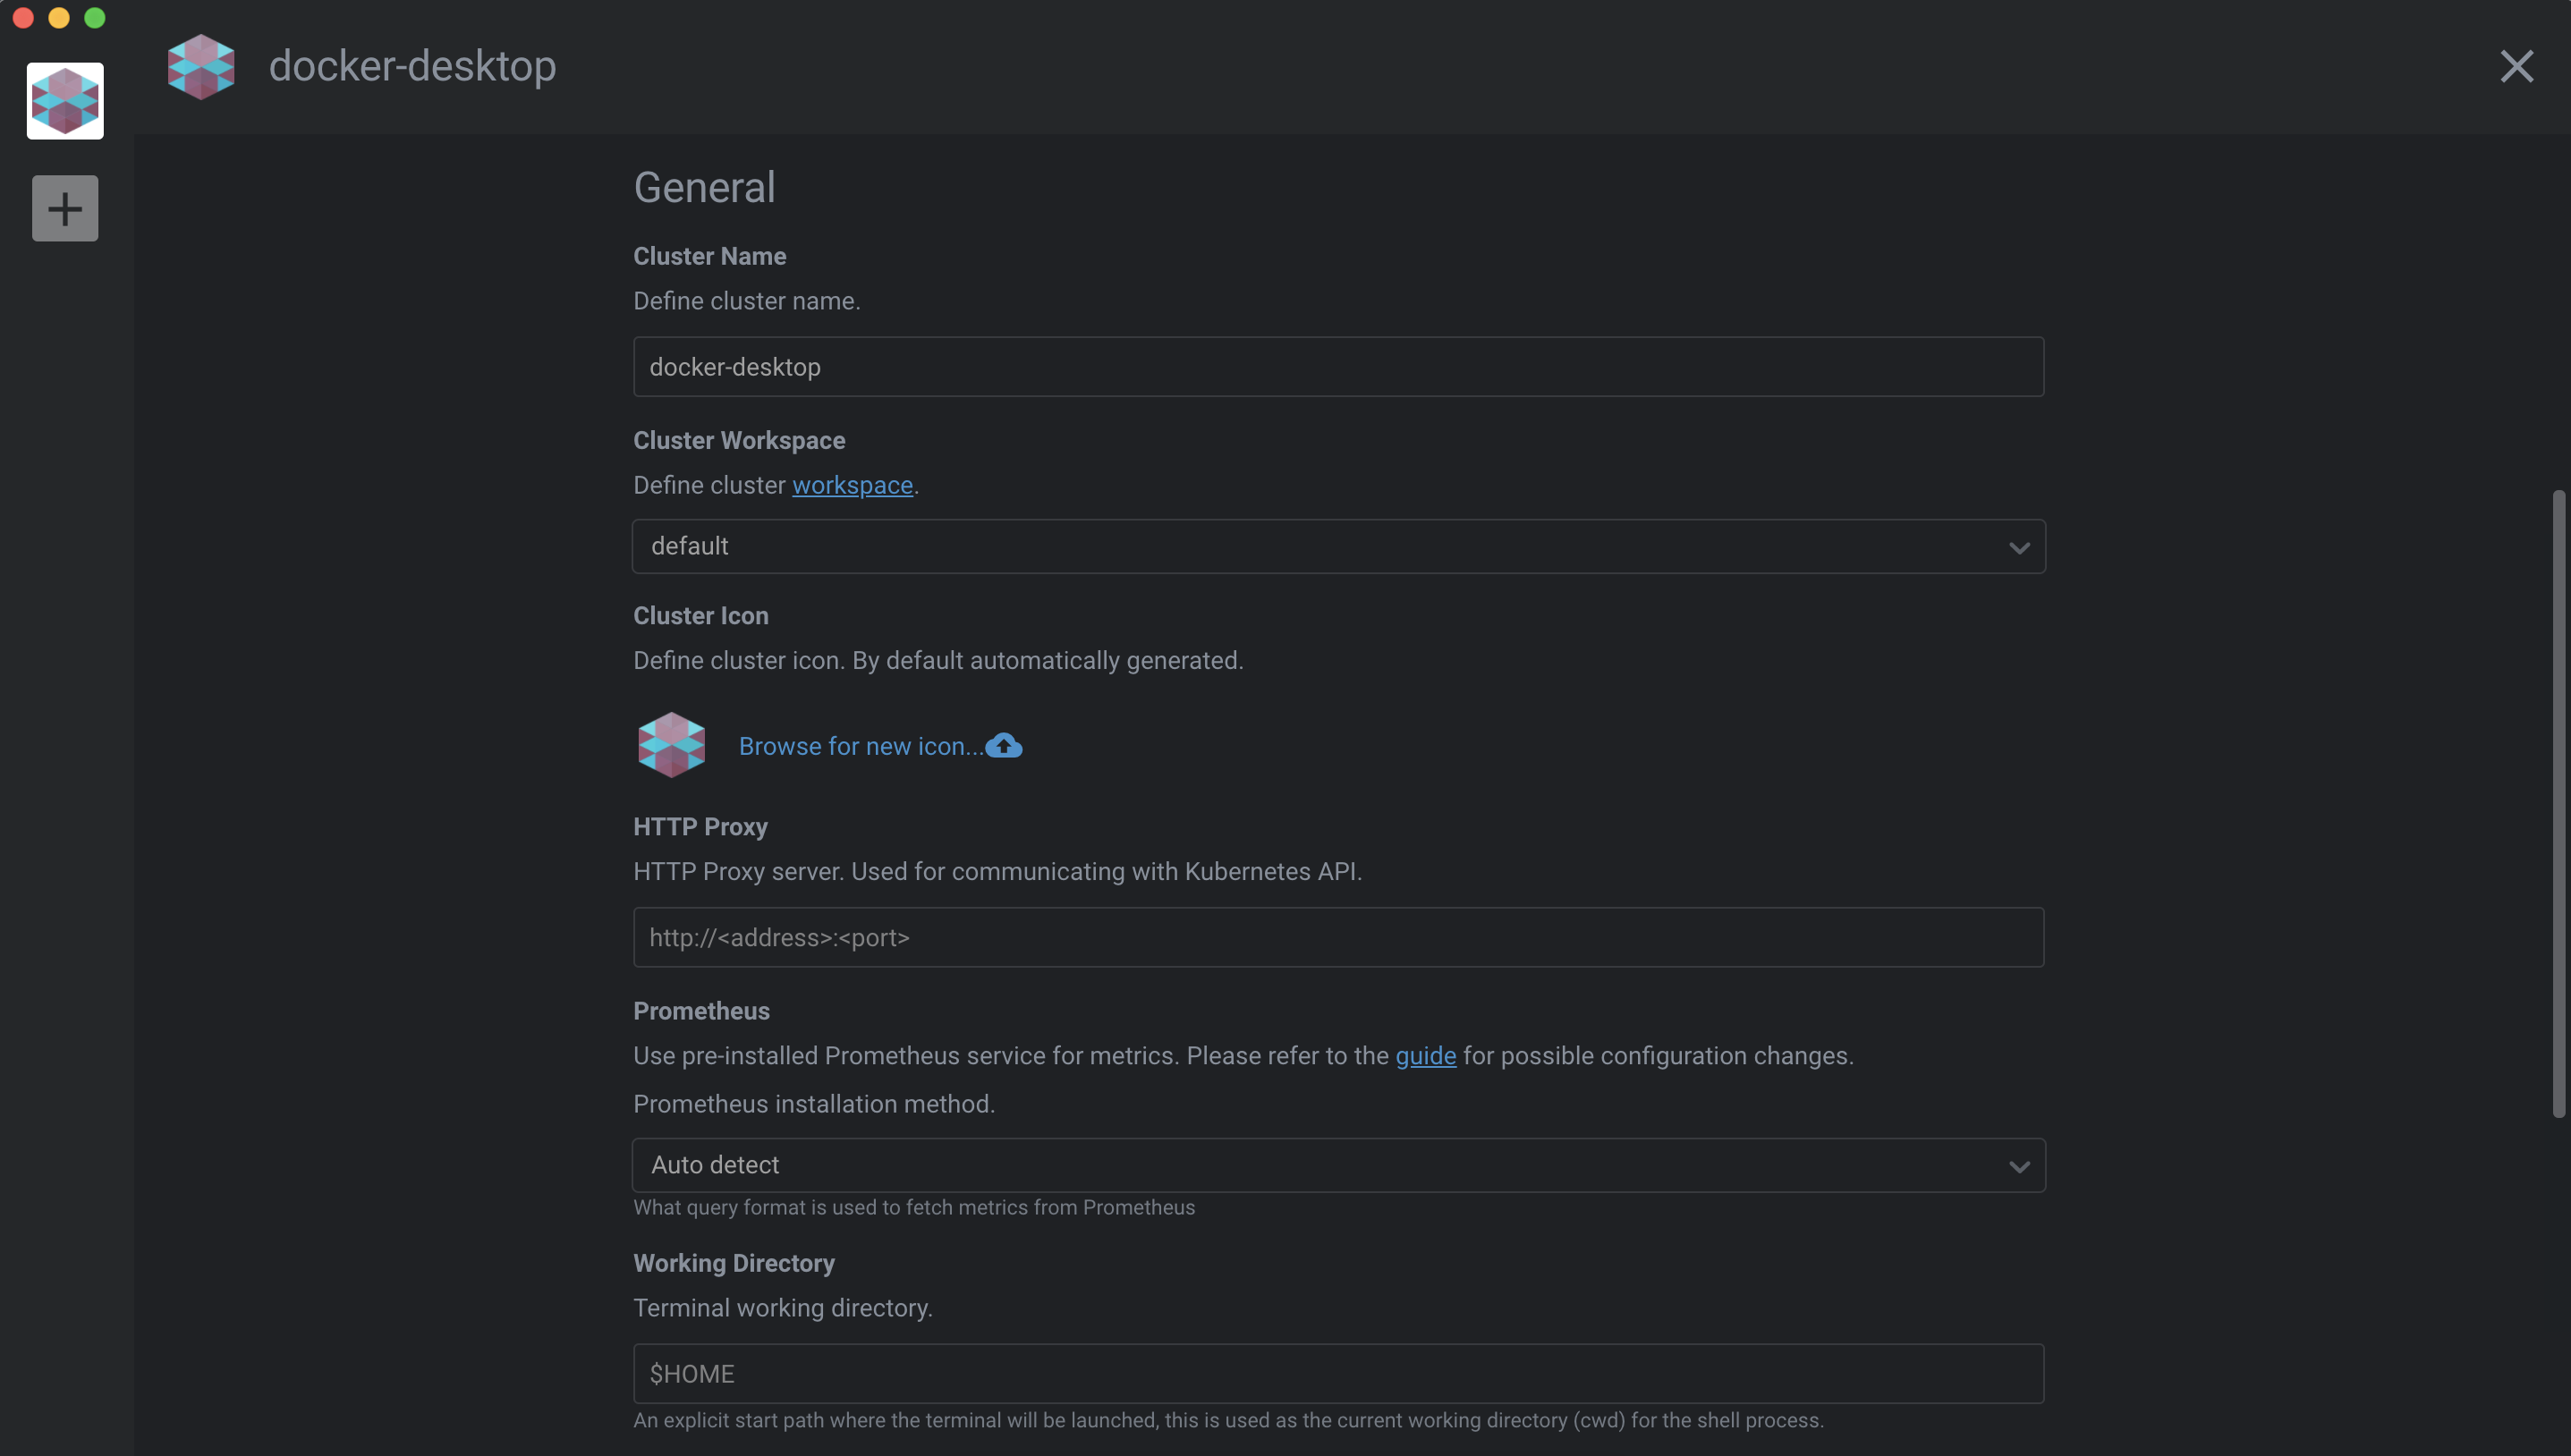 docker-desktop
General
Cluster Name
Define cluster name.
docker-desktop
Cluster Workspace
Define cluster workspace.
default
Cluster Icon
Define cluster icon. By default automatically generated.
Browse for new icon...
HTTP Proxy
HTTP Proxy server. Used for communicating with Kubernetes API.
http://<address>:<port>
Prometheus
Use pre-installed Prometheus service for metrics. Please refer to the guide for possible configuration changes.
Prometheus installation method.
Auto detect
What query format is used to fetch metrics from Prometheus
Working Directory
Terminal working directory.
$HOME
An explicit start path where the terminal will be launched, this is used as the current working directory (cwd) for the shell process.